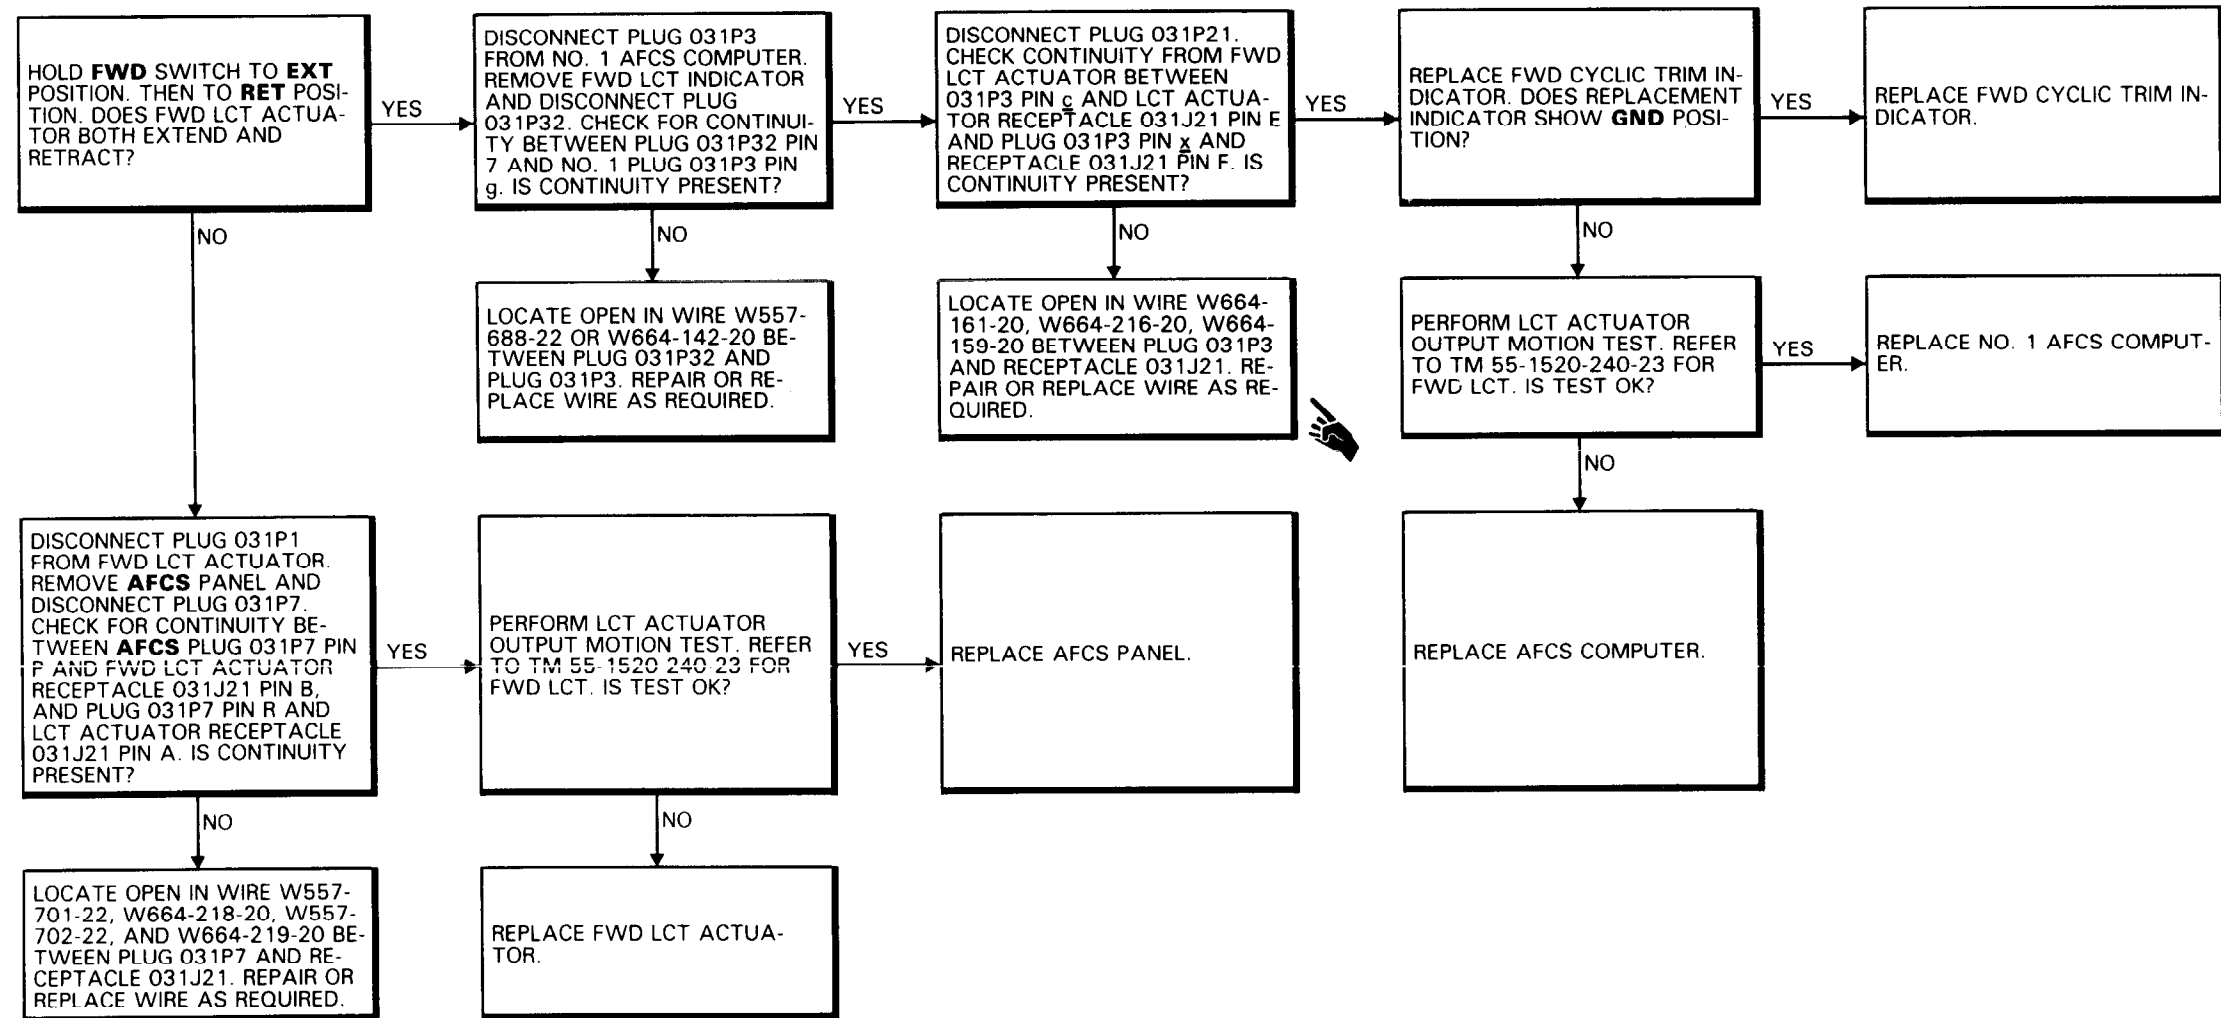 HOLD FWD SWITCH TO EXT
POSITION. THEN TO RET POSI-
TION. DOES FWD LCT ACTUA-
TOR BOTH EXTEND AND
RETRACT?
YES
DISCONNECT PLUG 031P3
FROM NO. 1 AFCS COMPUTER.
REMOVE FWD LCT INDICATOR
AND DISCONNECT PLUG
031P32. CHECK FOR CONTINUI-
TY BETWEEN PLUG 031P32 PIN
7 AND NO. 1 PLUG 031P3 PIN
g. IS CONTINUITY PRESENT?
YES
DISCONNECT PLUG 031P21.
CHECK CONTINUITY FROM FWD
LCT ACTUATOR BETWEEN
031P3 PIN c AND LCT ACTUA-
TOR RECEPTACLE 031J21 PIN E
AND PLUG 031P3 PIN x AND
RECEPTACLE 031J21 PIN F. IS
CONTINUITY PRESENT?
YES
REPLACE FWD CYCLIC TRIM IN-
DICATOR. DOES REPLACEMENT
INDICATOR SHOW GND POSI-
TION?
YES
REPLACE FWD CYCLIC TRIM IN-
DICATOR.
NO
NO
NO
NO
LOCATE OPEN IN WIRE W557-
688-22 OR W664-142-20 BE-
TWEEN PLUG 031P32 AND
PLUG 031P3. REPAIR OR RE-
PLACE WIRE AS REQUIRED.
LOCATE OPEN IN WIRE W664-
161-20, W664-216-20, W664-
159-20 BETWEEN PLUG 031P3
AND RECEPTACLE 031J21. RE-
PAIR OR REPLACE WIRE AS RE-
QUIRED.
PERFORM LCT ACTUATOR
OUTPUT MOTION TEST. REFER
TO TM 55-1520-240-23 FOR
FWD LCT. IS TEST OK?
YES
REPLACE NO. 1 AFCS COMPUT-
ER.
NO
DISCONNECT PLUG 031P1
FROM FWD LCT ACTUATOR.
REMOVE AFCS PANEL AND
DISCONNECT PLUG 031P7.
CHECK FOR CONTINUITY BE-
TWEEN AFCS PLUG 031P7 PIN
P AND FWD LCT ACTUATOR
RECEPTACLE 031J21 PIN B,
AND PLUG 031P7 PIN R AND
LCT ACTUATOR RECEPTACLE
031J21 PIN A. IS CONTINUITY
PRESENT?
YES
PERFORM LCT ACTUATOR
OUTPUT MOTION TEST. REFER
TO TM 55-1520-240-23 FOR
FWD LCT. IS TEST OK?
YES
REPLACE AFCS PANEL.
REPLACE AFCS COMPUTER.
NO
NO
LOCATE OPEN IN WIRE W557-
701-22, W664-218-20, W557-
702-22, AND W664-219-20 BE-
TWEEN PLUG 031P7 AND RE-
CEPTACLE 031J21. REPAIR OR
REPLACE WIRE AS REQUIRED.
REPLACE FWD LCT ACTUA-
TOR.